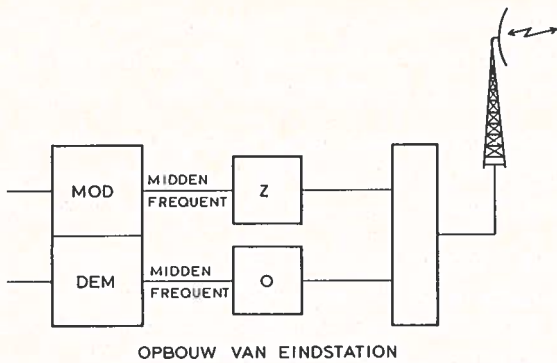 MOD
MIDDEN
FREQUENT
Z
DEM
MIDDEN
FREQUENT
O
OPBOUW VAN EINDSTATION